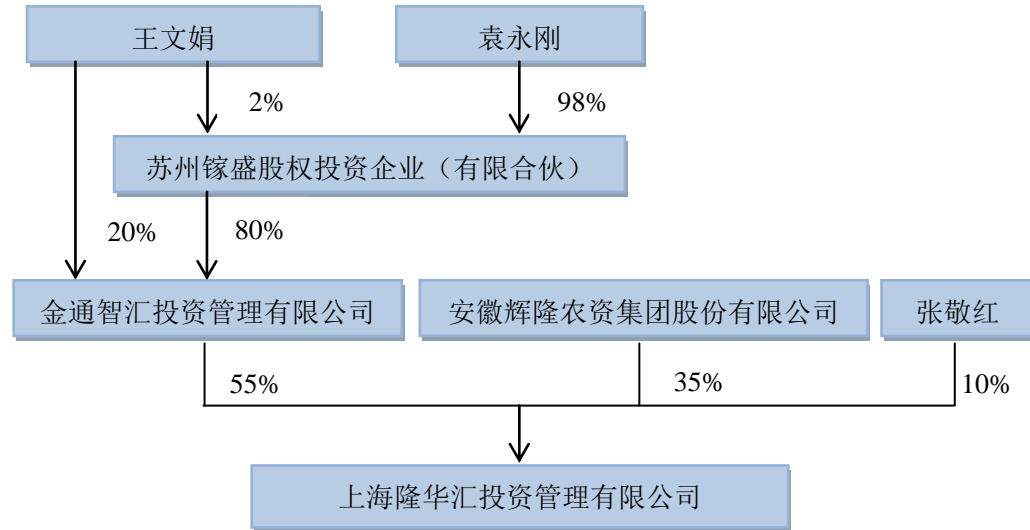 王文娟
袁永刚
2%
98%
苏州镓盛股权投资企业（有限合伙）
20%
80%
金通智汇投资管理有限公司
安徽辉隆农资集团股份有限公司
张敬红
55%
35%
10%
上海隆华汇投资管理有限公司